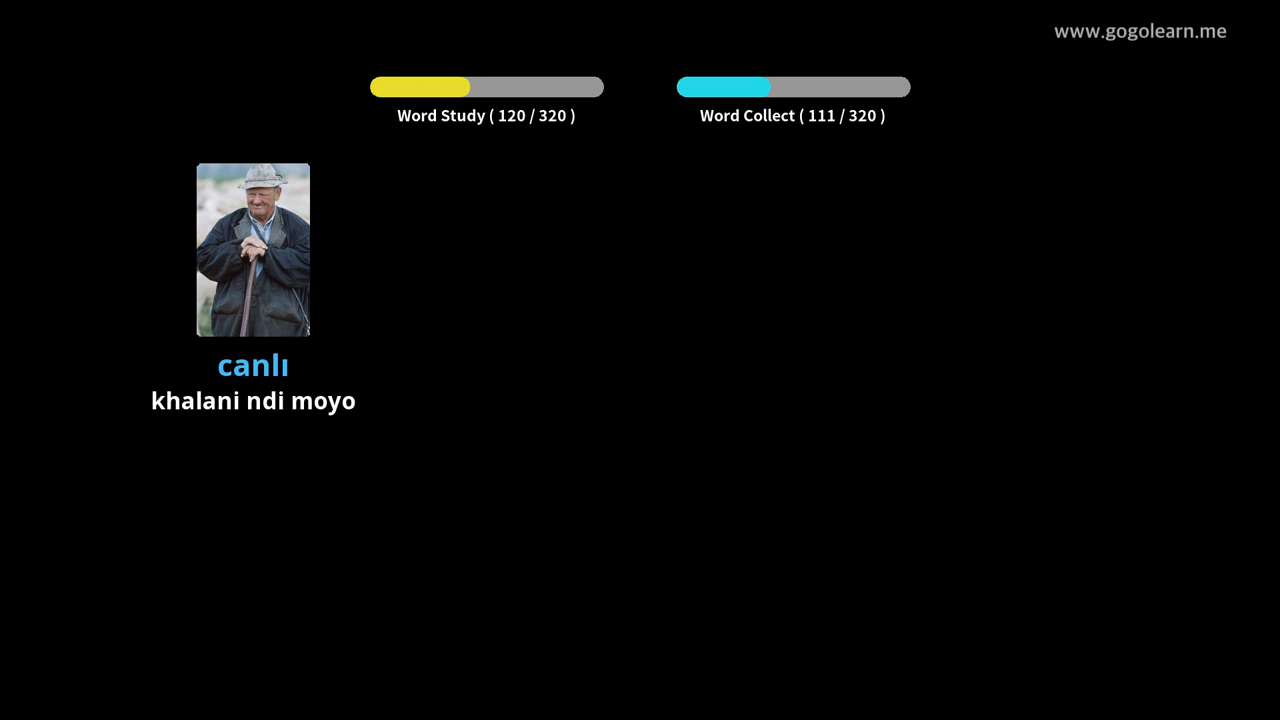 www.gogolearn.me
Word Study ( 120 / 320 )
Word Collect ( 111 / 320 )
canlı
khalani ndi moyo